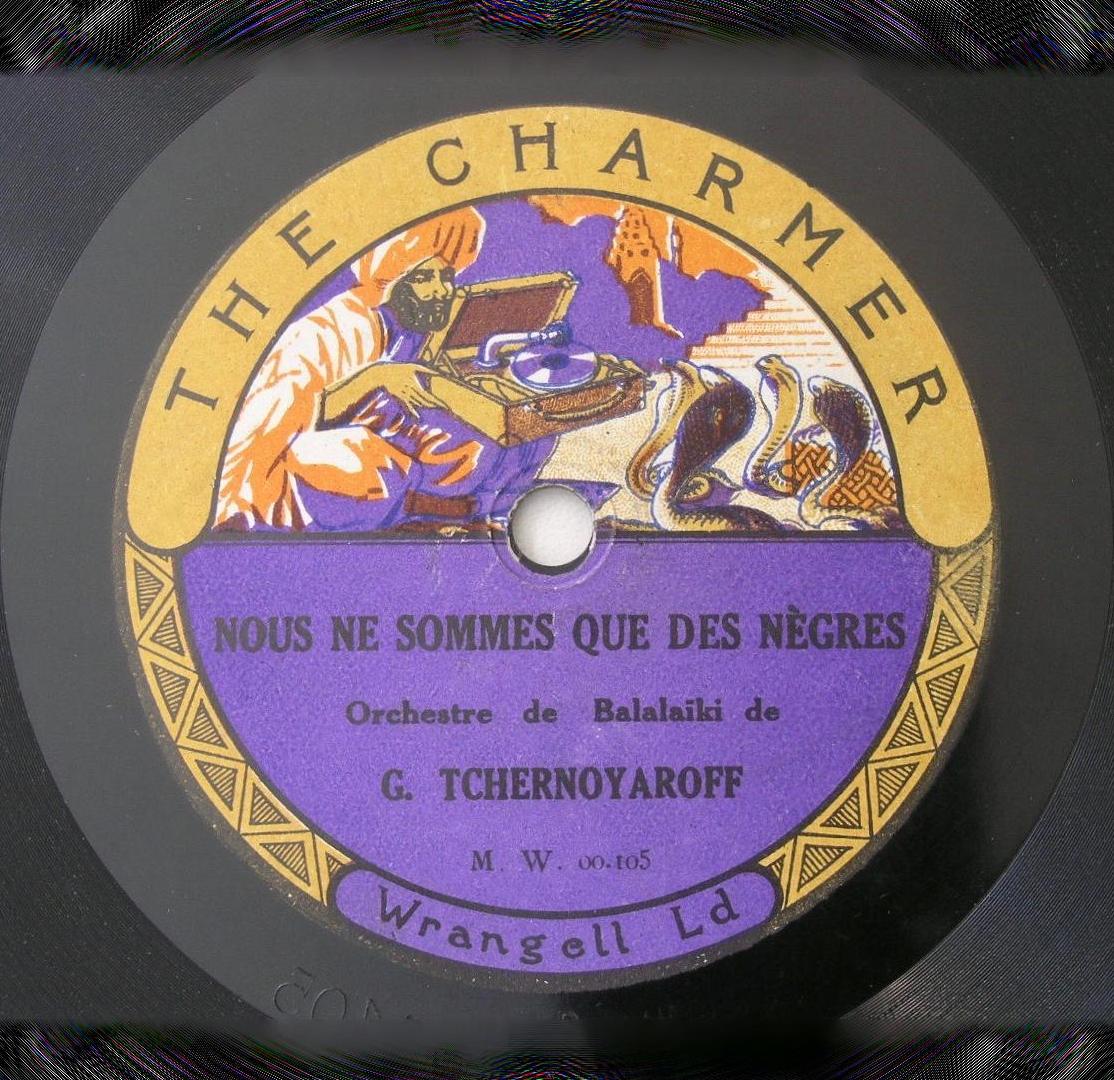 THE CHARMER
NOUS NE SOMMES QUE DES NÈGRES
Orchestre de Balalaïki de
G. TCHERNOYAROFF
M. W. 00.105
Wrangell Ld